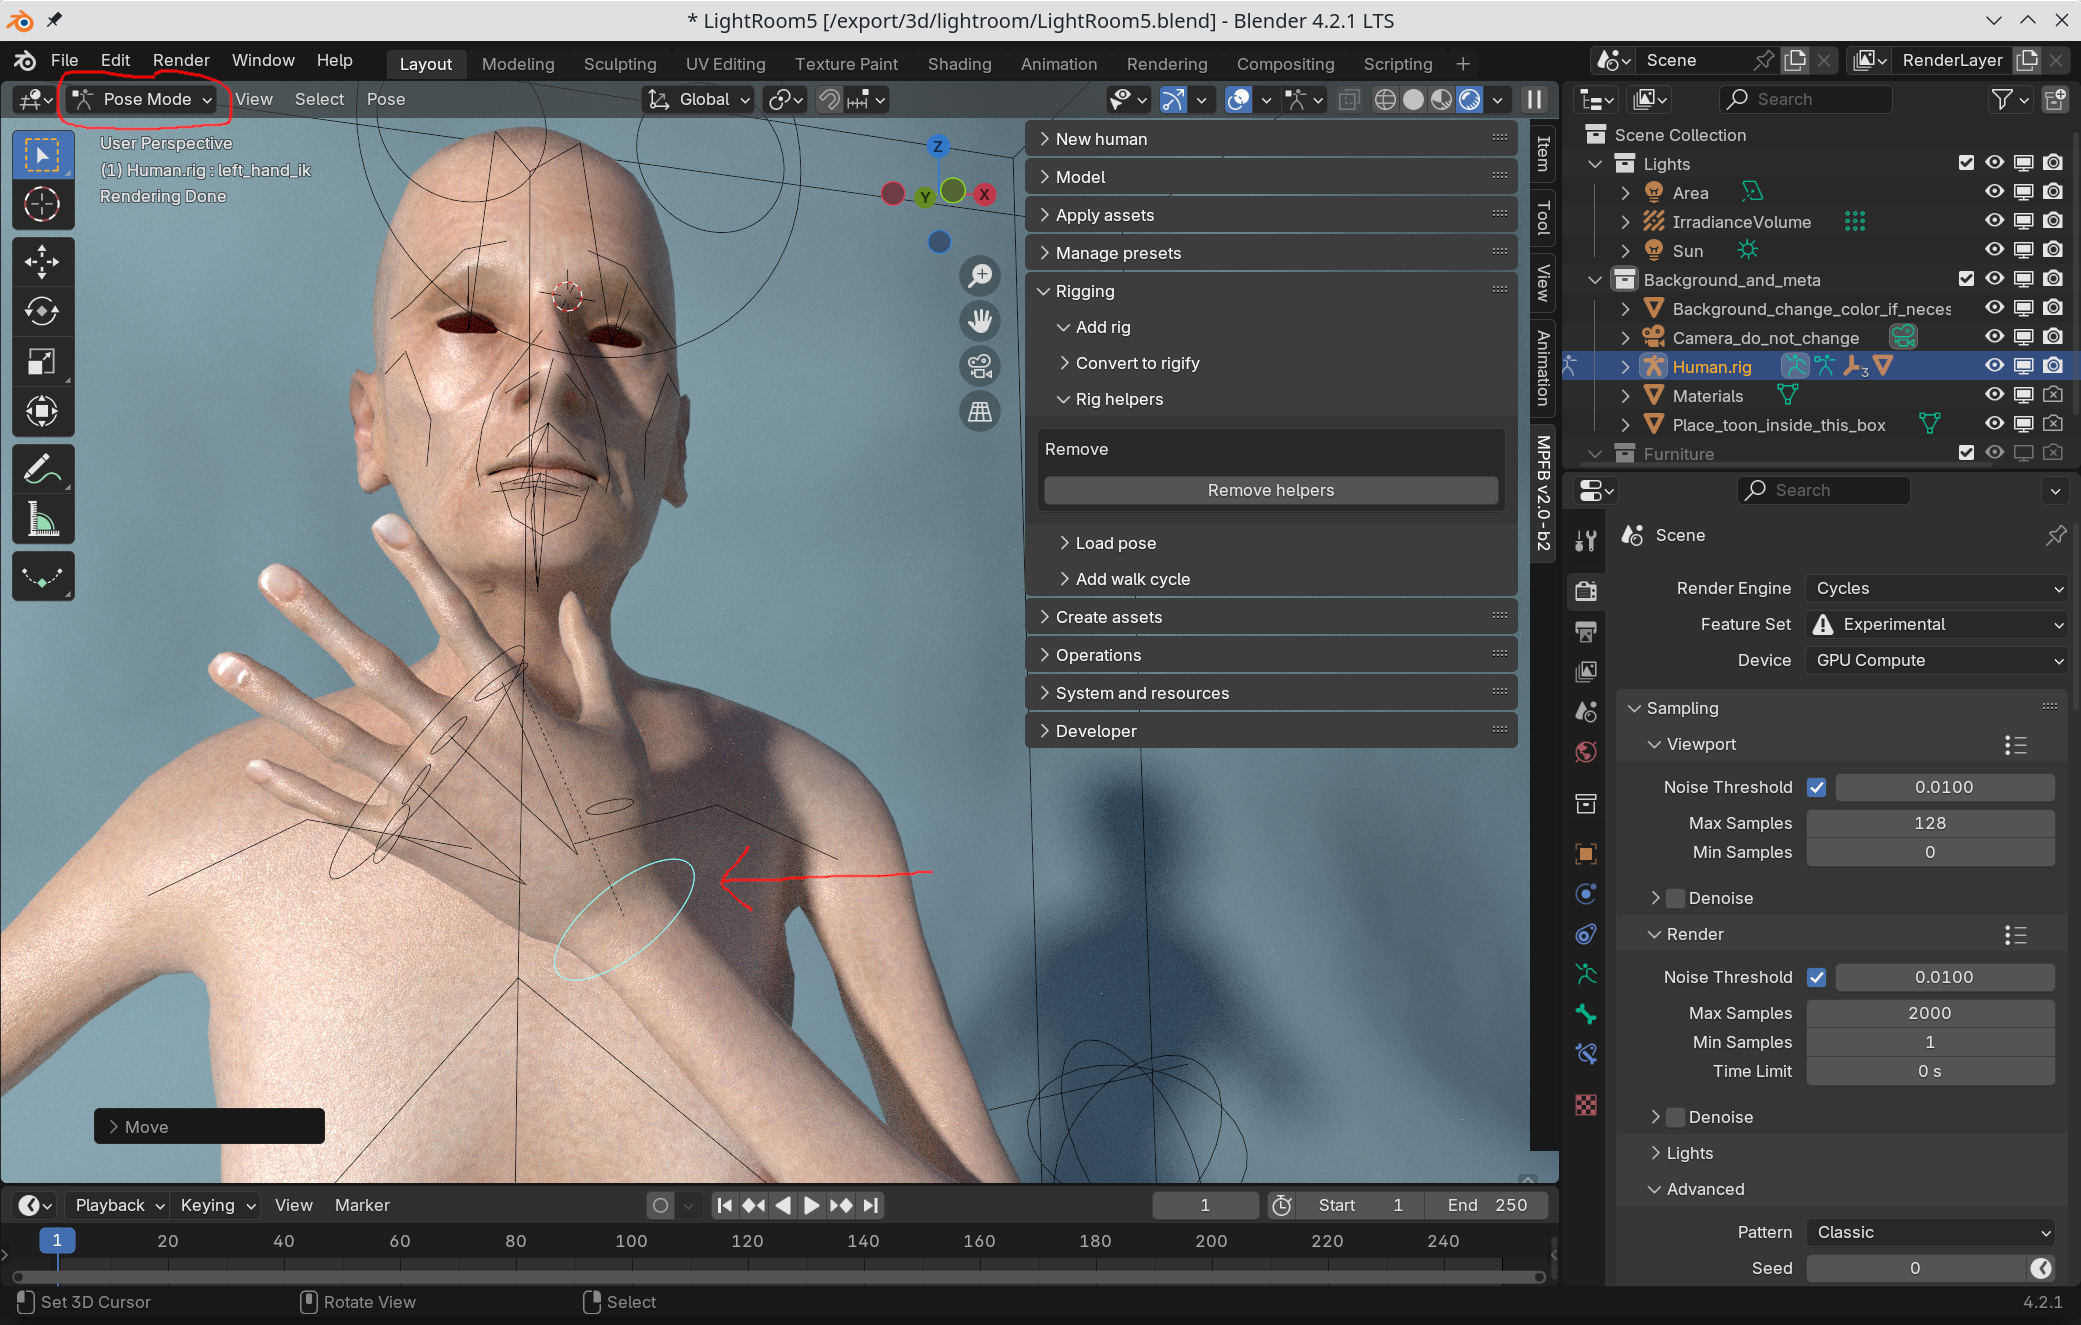 * LightRoom5 [/export/3d/lightroom/LightRoom5.blend] - Blender 4.2.1 LTS
File Edit Render Window Help
Layout Modeling Sculpting UV Editing Texture Paint Shading Animation Rendering Compositing Scripting +
Scene
RenderLayer
Pose Mode View Select Pose
Global
User Perspective
(1) Human.rig : left_hand_ik
Rendering Done
Z
Y
X
New human
Model
Apply assets
Manage presets
Rigging
Add rig
Convert to rigify
Rig helpers
Remove
Remove helpers
Load pose
Add walk cycle
Create assets
Operations
System and resources
Developer
Item
Tool
View
Animation
MPFB v2.0-b2
Move
Search
Scene Collection
Lights
Area
IrradianceVolume
Sun
Background_and_meta
Background_change_color_if_neces
Camera_do_not_change
Human.rig 3
Materials
Place_toon_inside_this_box
Furniture
Search
Scene
Render Engine Cycles
Feature Set Experimental
Device GPU Compute
Sampling
Viewport
Noise Threshold 0.0100
Max Samples 128
Min Samples 0
Denoise
Render
Noise Threshold 0.0100
Max Samples 2000
Min Samples 1
Time Limit 0 s
Denoise
Lights
Advanced
Pattern Classic
Seed 0
Playback Keying View Marker
1 Start 1 End 250
1 20 40 60 80 100 120 140 160 180 200 220 240
Set 3D Cursor Rotate View Select 4.2.1